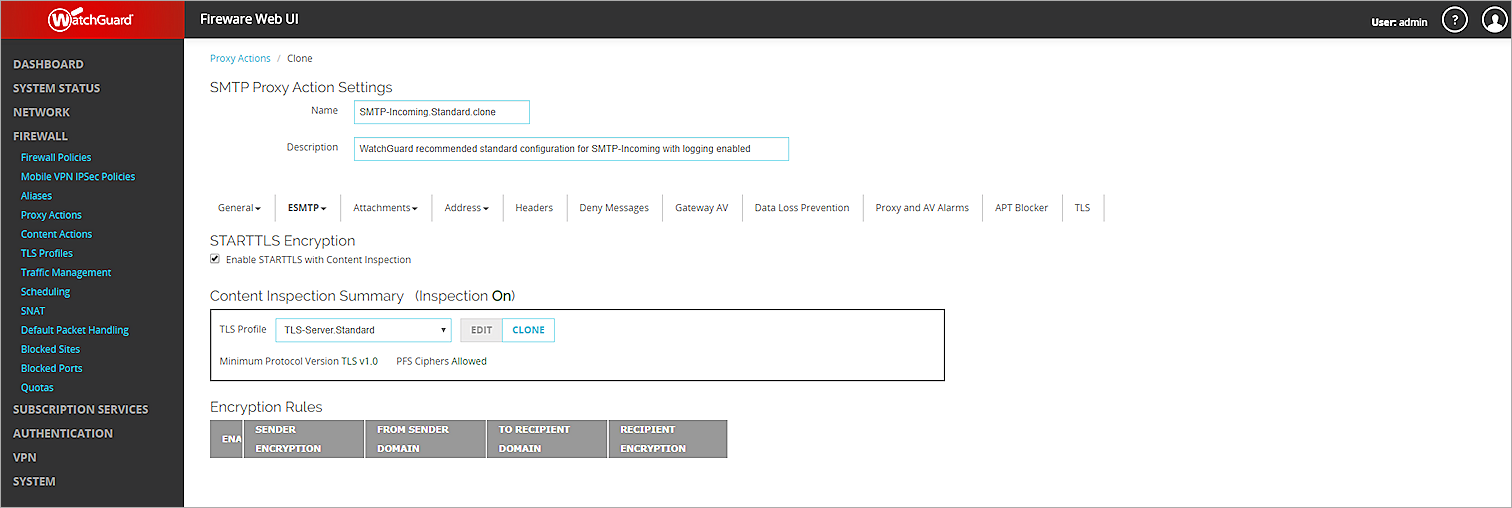 WatchGuard
Fireware Web UI
User: admin
?
DASHBOARD
SYSTEM STATUS
NETWORK
FIREWALL
Firewall Policies
Mobile VPN IPSec Policies
Aliases
Proxy Actions
Content Actions
TLS Profiles
Traffic Management
Scheduling
SNAT
Default Packet Handling
Blocked Sites
Blocked Ports
Quotas
SUBSCRIPTION SERVICES
AUTHENTICATION
VPN
SYSTEM
Proxy Actions / Clone
SMTP Proxy Action Settings
Name SMTP-Incoming.Standard.clone
Description WatchGuard recommended standard configuration for SMTP-Incoming with logging enabled
General ESMTP Attachments Address Headers Deny Messages Gateway AV Data Loss Prevention Proxy and AV Alarms APT Blocker TLS
STARTTLS Encryption
Enable STARTTLS with Content Inspection
Content Inspection Summary (Inspection On)
TLS Profile TLS-Server.Standard EDIT CLONE
Minimum Protocol Version TLS v1.0 PFS Ciphers Allowed
Encryption Rules
ENA SENDER FROM SENDER TO RECIPIENT RECIPIENT
ENCRYPTION DOMAIN DOMAIN ENCRYPTION